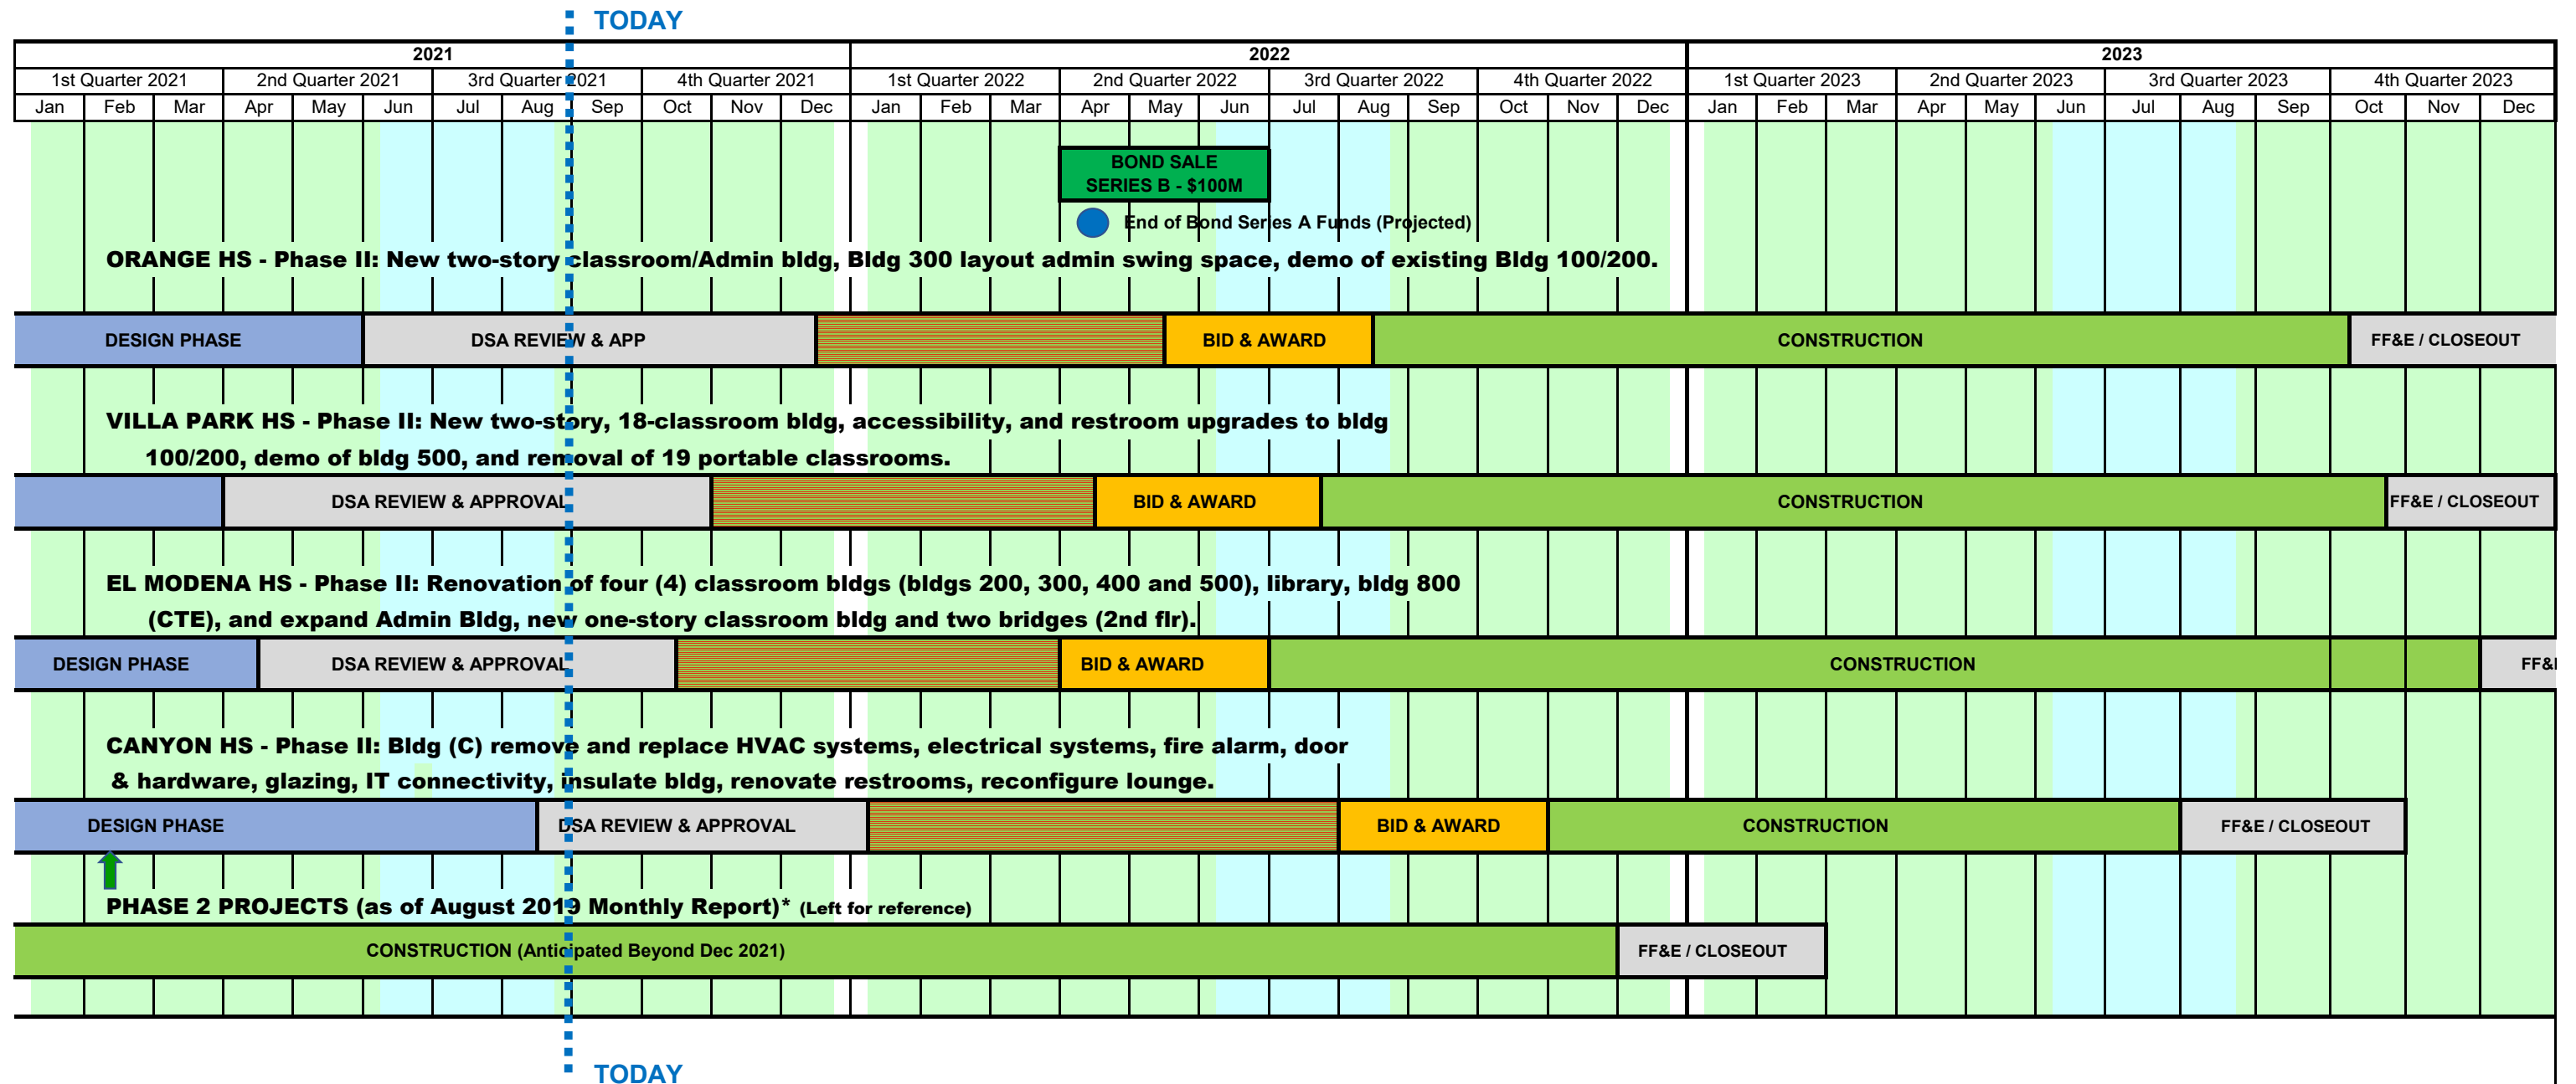 TODAY
2021 2022 2023
1st Quarter 2021 2nd Quarter 2021 3rd Quarter 2021 4th Quarter 2021 1st Quarter 2022 2nd Quarter 2022 3rd Quarter 2022 4th Quarter 2022 1st Quarter 2023 2nd Quarter 2023 3rd Quarter 2023 4th Quarter 2023
Jan Feb Mar Apr May Jun Jul Aug Sep Oct Nov Dec Jan Feb Mar Apr May Jun Jul Aug Sep Oct Nov Dec Jan Feb Mar Apr May Jun Jul Aug Sep Oct Nov Dec
BOND SALE
SERIES B - $100M
End of Bond Series A Funds (Projected)
ORANGE HS - Phase II: New two-story classroom/Admin bldg, Bldg 300 layout admin swing space, demo of existing Bldg 100/200.
DESIGN PHASE DSA REVIEW & APP BID & AWARD CONSTRUCTION FF&E / CLOSEOUT
VILLA PARK HS - Phase II: New two-story, 18-classroom bldg, accessibility, and restroom upgrades to bldg
100/200, demo of bldg 500, and removal of 19 portable classrooms.
DSA REVIEW & APPROVAL BID & AWARD CONSTRUCTION FF&E / CLOSEOUT
EL MODENA HS - Phase II: Renovation of four (4) classroom bldgs (bldgs 200, 300, 400 and 500), library, bldg 800
(CTE), and expand Admin Bldg, new one-story classroom bldg and two bridges (2nd flr).
DESIGN PHASE DSA REVIEW & APPROVAL BID & AWARD CONSTRUCTION FF&
CANYON HS - Phase II: Bldg (C) remove and replace HVAC systems, electrical systems, fire alarm, door
& hardware, glazing, IT connectivity, insulate bldg, renovate restrooms, reconfigure lounge.
DESIGN PHASE DSA REVIEW & APPROVAL BID & AWARD CONSTRUCTION FF&E / CLOSEOUT
PHASE 2 PROJECTS (as of August 2019 Monthly Report)* (Left for reference)
CONSTRUCTION (Anticipated Beyond Dec 2021) FF&E / CLOSEOUT
TODAY